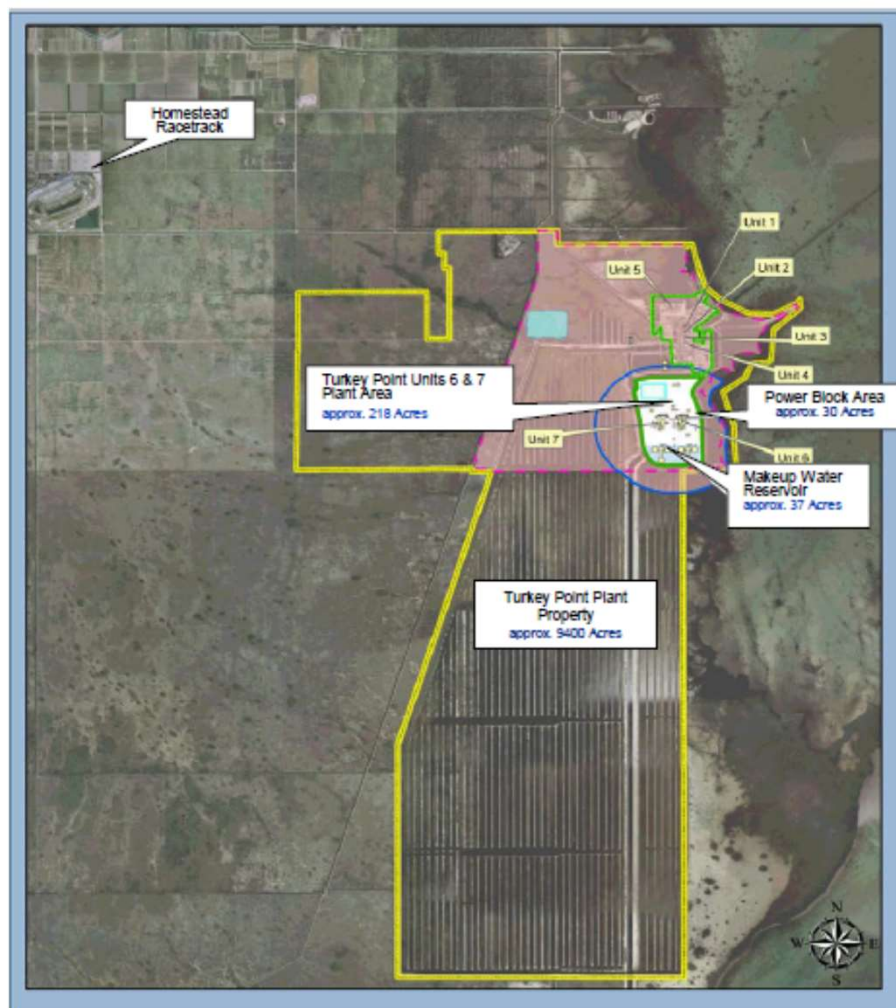 Homestead
Racetrack
Unit 1
Unit 5
Unit 2
Unit 3
Unit 4
Turkey Point Units 6 & 7
Plant Area
approx. 218 Acres
Power Block Area
approx. 30 Acres
Unit 7
Unit 6
Makeup Water
Reservoir
approx. 37 Acres
Turkey Point Plant
Property
approx. 9400 Acres
N
W
E
S